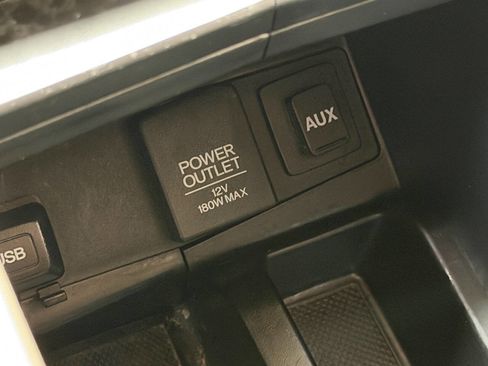 AUX
POWER
OUTLET
12V
180W MAX
USB